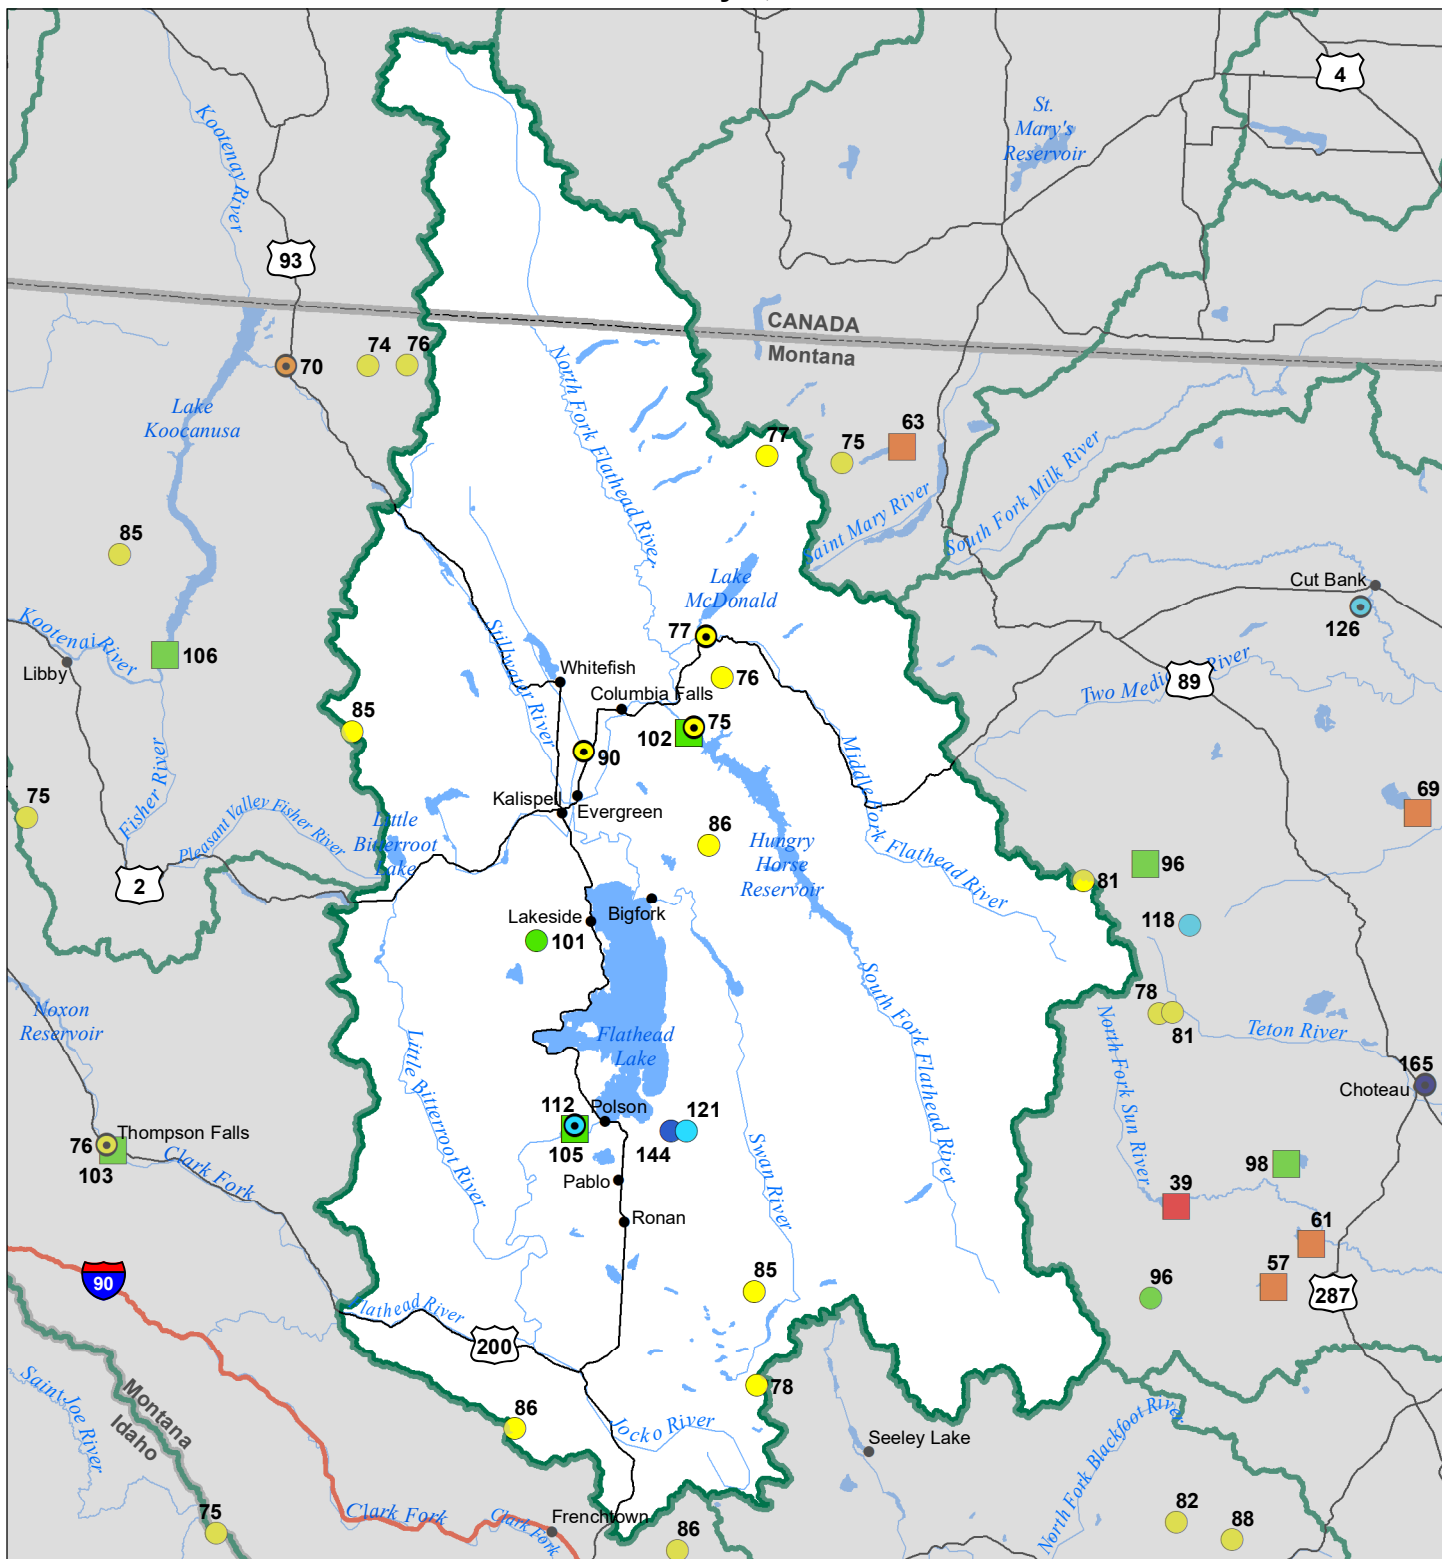 4
St.
Mary's
Reservoir
Kootenay River
93
CANADA
Montana
70
74
76
North Fork Flathead River
Lake
Koocanusa
77
75
63
Saint Mary River
South Fork Milk River
85
Lake
McDonald
Cut Bank
126
Kootenai River
Libby
106
77
Stillwater River
Whitefish
76
Columbia Falls
Two Medi River
89
85
75
102
90
Middle Fork Flathead River
Fisher River
75
Kalispell
Evergreen
69
Pleasant Valley Fisher River
Little
Bitterroot
Lake
86
Hungry
Horse
Reservoir
96
2
81
Lakeside
Bigfork
118
101
South Fork Flathead River
78
81
Noxon
Reservoir
Flathead
Lake
North Fork Sun River
Teton River
Little Bitterroot River
165
Choteau
112
Polson
121
76
Thompson Falls
105
144
103
Clark Fork
Swan River
98
Pablo
39
Ronan
61
90
85
57
96
287
Flathead River
200
78
Montana
Idaho
Saint Joe River
86
Jocko River
Seeley Lake
North Fork Blackfoot River
Clark Fork
Clark Fork
Frenchtown
75
82
88
86